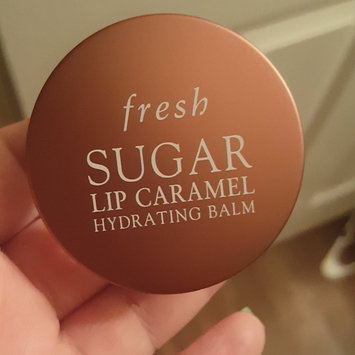 fresh
SUGAR
LIP CARAMEL
HYDRATING BALM